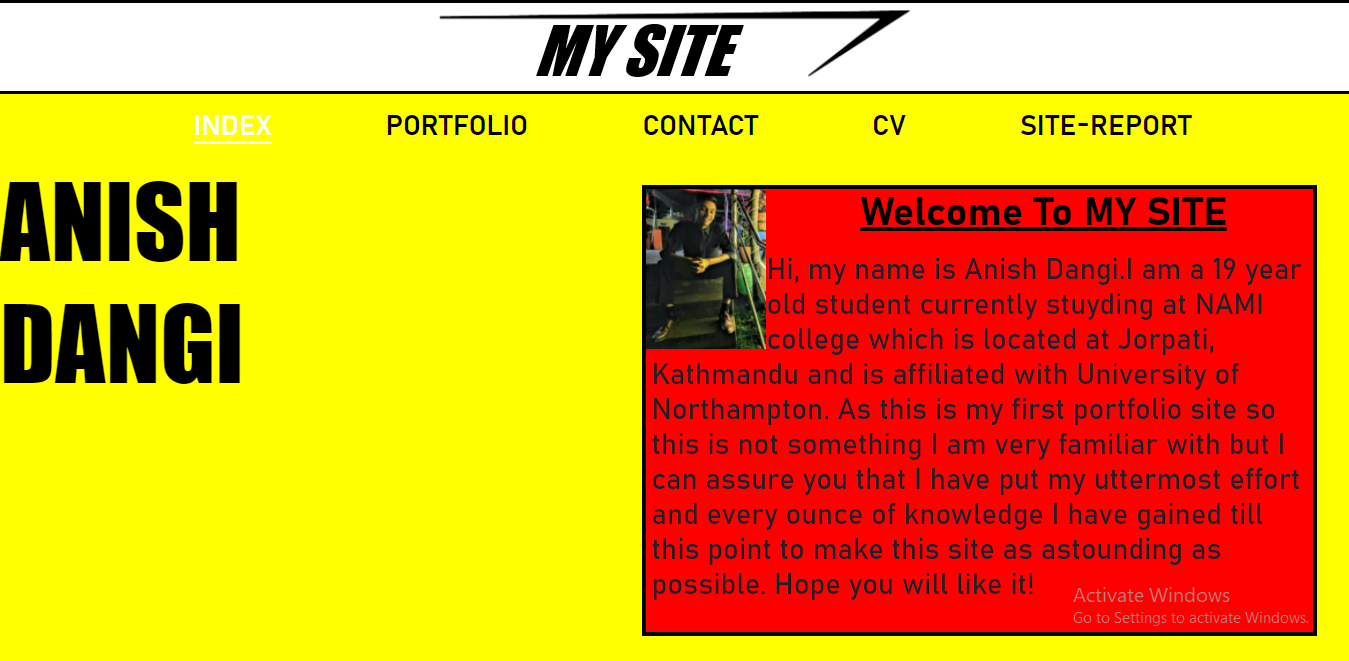 MY SITE
INDEX PORTFOLIO CONTACT CV SITE-REPORT
ANISH
DANGI
Welcome To MY SITE
Hi, my name is Anish Dangi.I am a 19 year
old student currently stuyding at NAMI
college which is located at Jorpati,
Kathmandu and is affiliated with University of
Northampton. As this is my first portfolio site so
this is not something I am very familiar with but I
can assure you that I have put my uttermost effort
and every ounce of knowledge I have gained till
this point to make this site as astounding as
possible. Hope you will like it!
Activate Windows
Go to Settings to activate Windows.